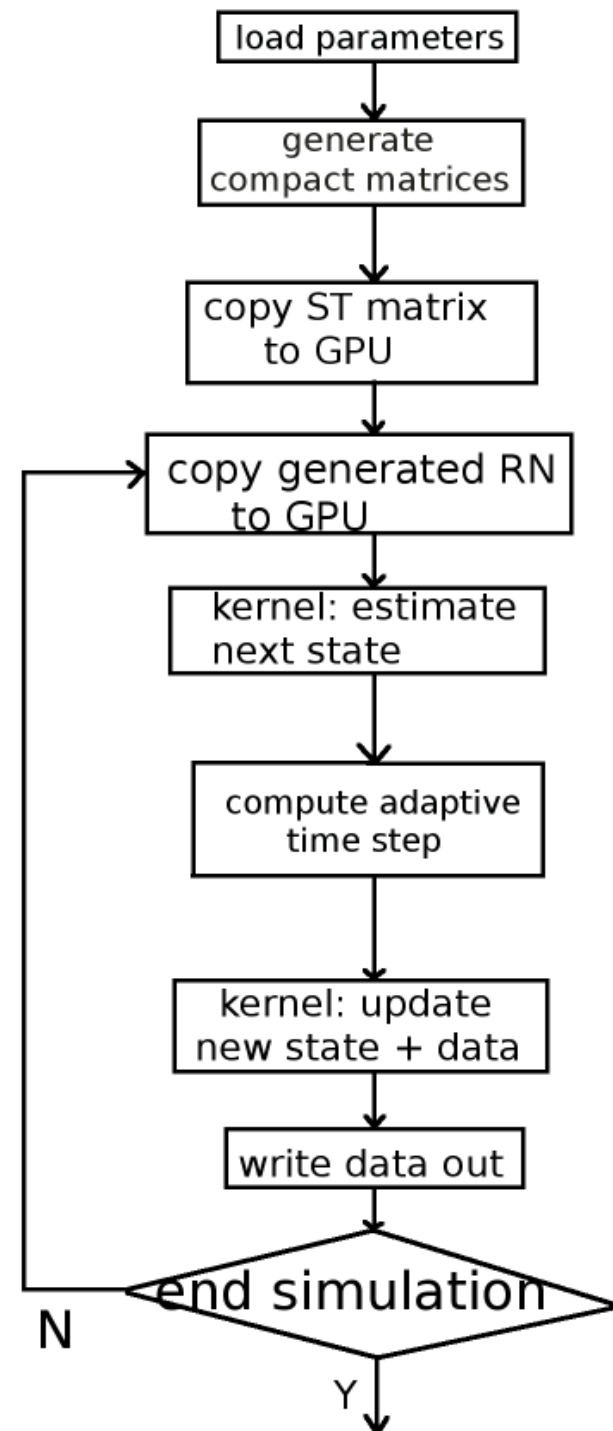 load parameters
generate
compact matrices
copy ST matrix
to GPU
copy generated RN
to GPU
kernel: estimate
next state
compute adaptive
time step
kernel: update
new state + data
write data out
end simulation
N
Y